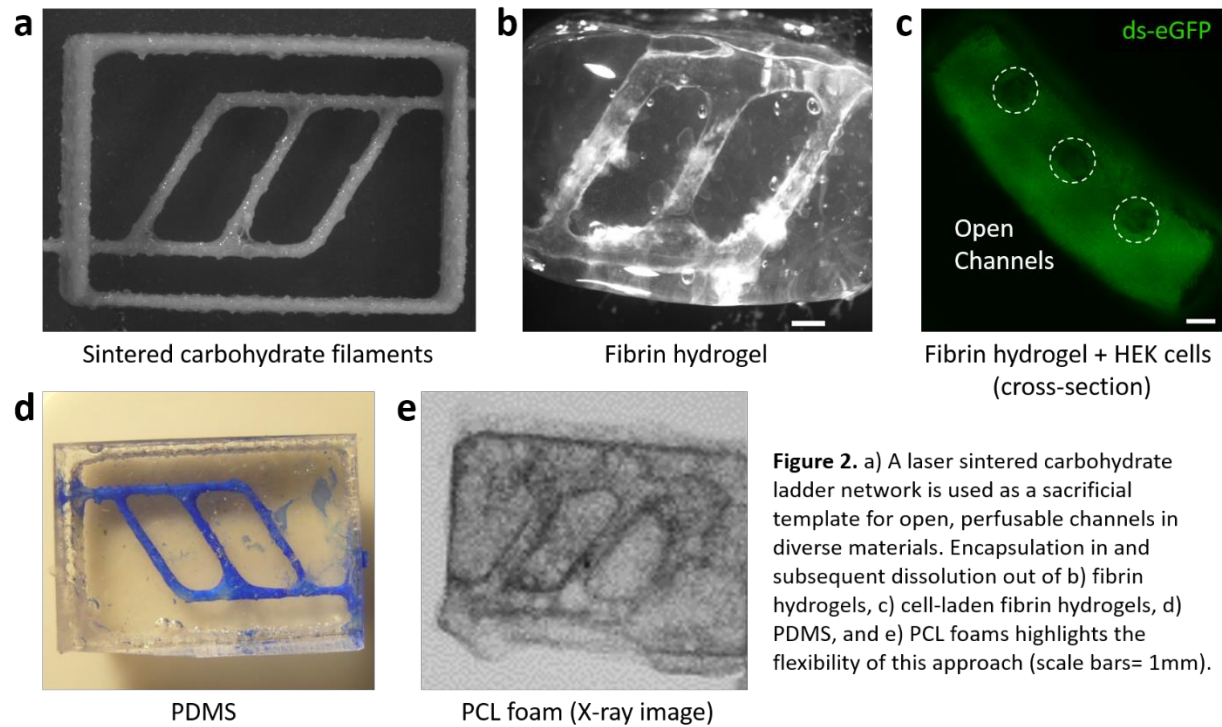 a
b
c
ds-eGFP
Open
Channels
Sintered carbohydrate filaments
Fibrin hydrogel
Fibrin hydrogel + HEK cells
(cross-section)
d
e
PDMS
PCL foam (X-ray image)
Figure 2. a) A laser sintered carbohydrate
ladder network is used as a sacrificial
template for open, perfusable channels in
diverse materials. Encapsulation in and
subsequent dissolution out of b) fibrin
hydrogels, c) cell-laden fibrin hydrogels, d)
PDMS, and e) PCL foams highlights the
flexibility of this approach (scale bars= 1mm).